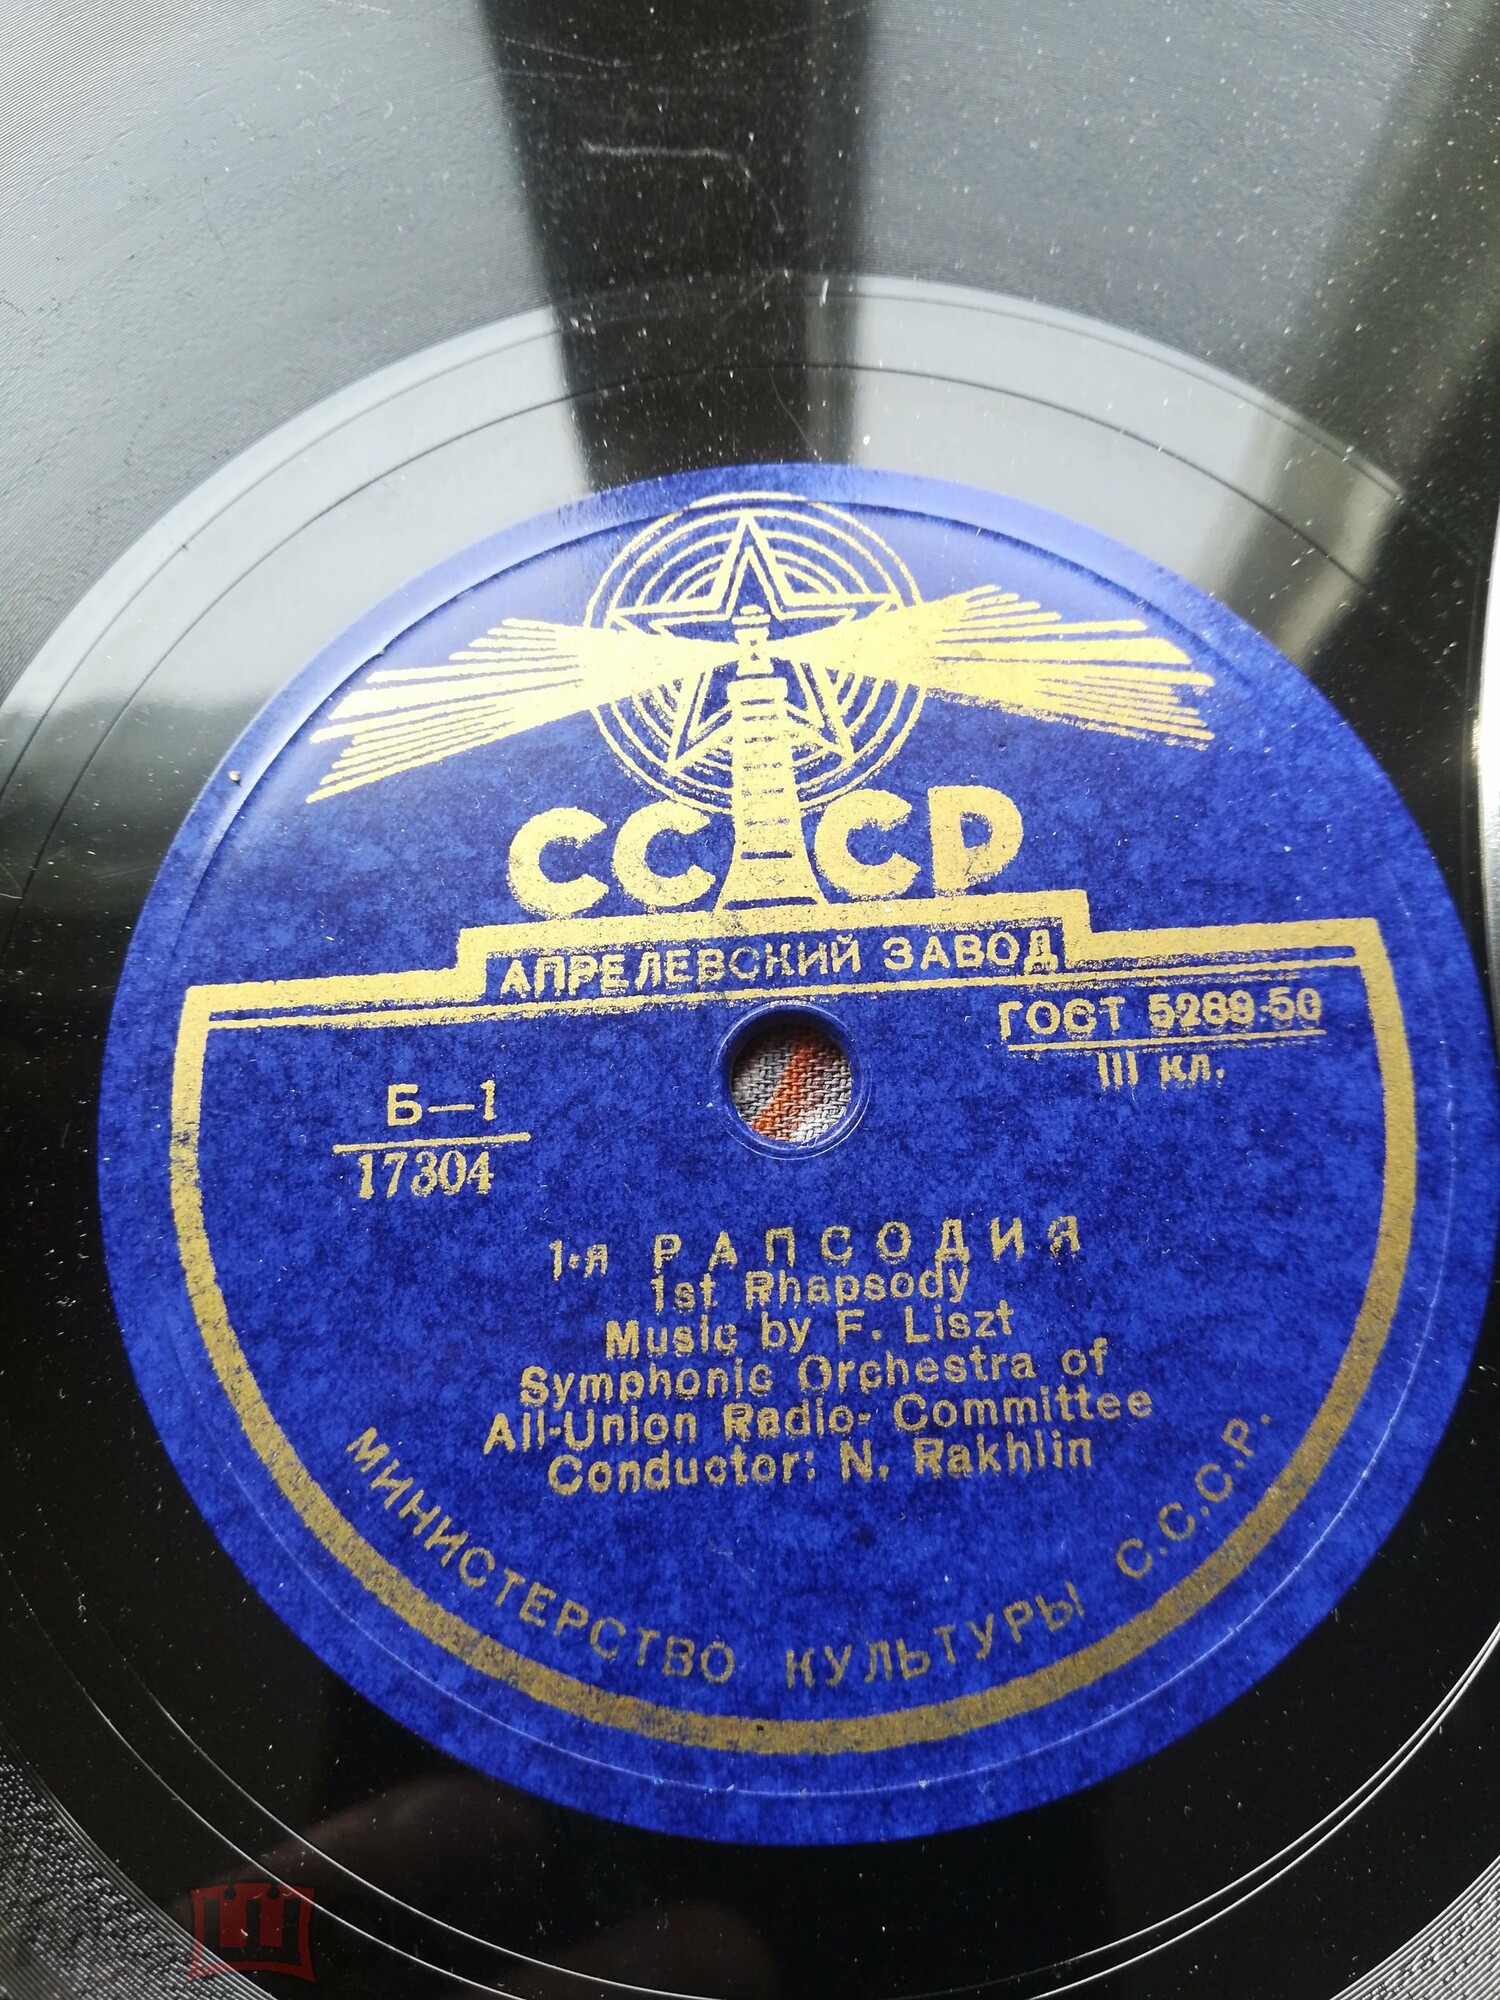 СССР
АПРЕЛЕВСКИЙ ЗАВОД
ГОСТ 5289-50
III кл.
Б—1
17304
1-я РАПСОДИЯ
1st Rhapsody
Music by F. Liszt
Symphonic Orchestra of
All-Union Radio- Committee
Conductor: N. Rakhlin
МИНИСТЕРСТВО КУЛЬТУРЫ С.С.С.Р.